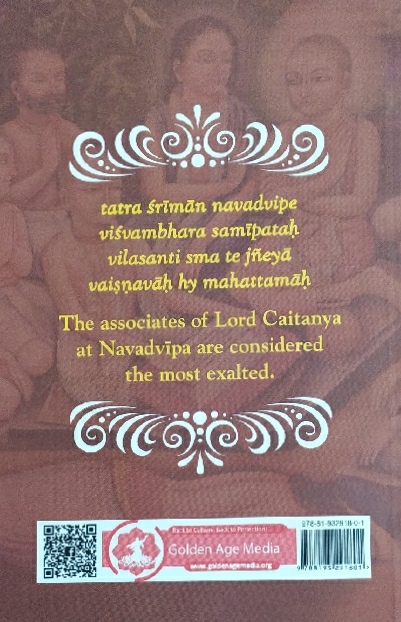 tatra śrīmān navadvipe
viśvambhara samīpataḥ
vilasanti sma te jñeyā
vaiṣṇavāḥ hy mahattamāḥ
The associates of Lord Caitanya
at Navadvīpa are considered
the most exalted.
Golden Age Media
www.goldenagemedia.org